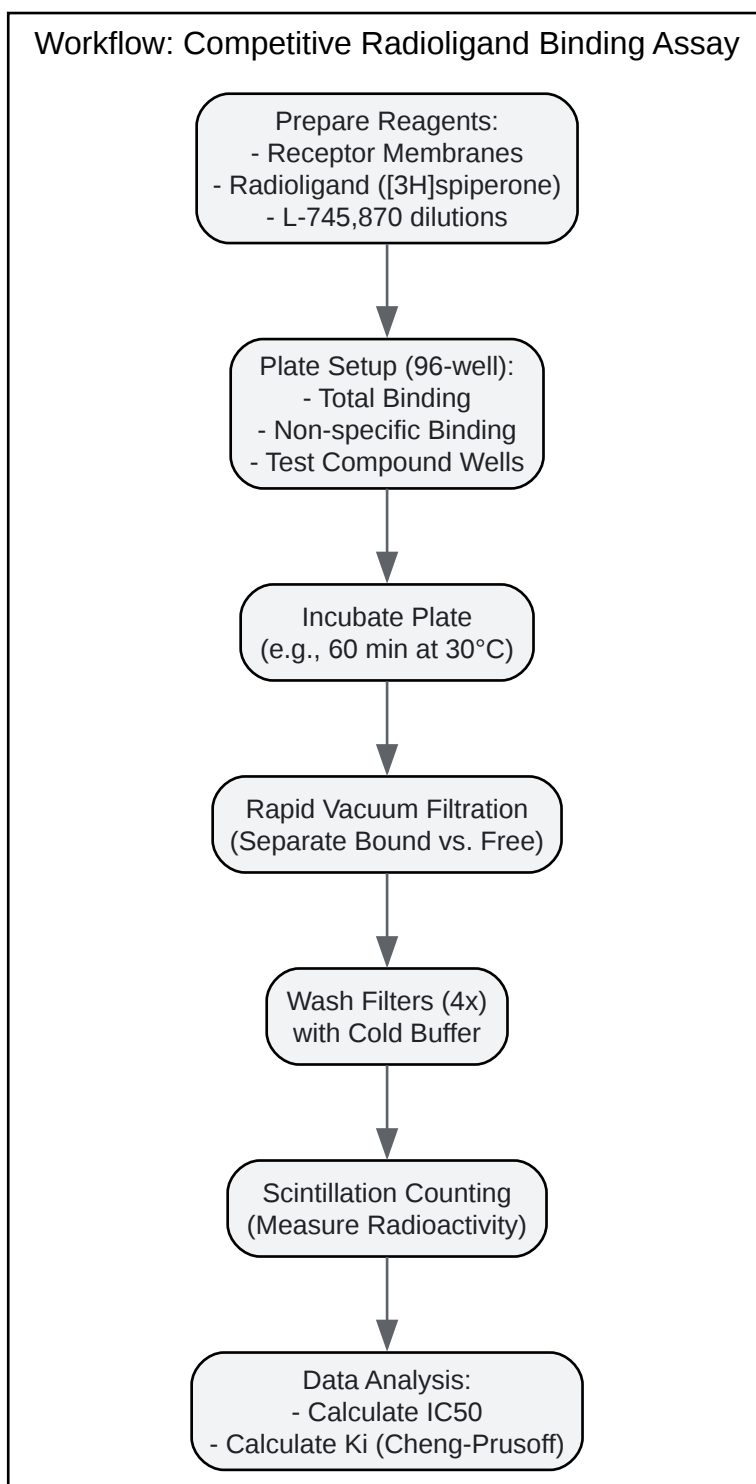 Workflow: Competitive Radioligand Binding Assay
Prepare Reagents:
- Receptor Membranes
- Radioligand ([3H]spiperone)
- L-745,870 dilutions
Plate Setup (96-well):
- Total Binding
- Non-specific Binding
- Test Compound Wells
Incubate Plate
(e.g., 60 min at 30°C)
Rapid Vacuum Filtration
(Separate Bound vs. Free)
Wash Filters (4x)
with Cold Buffer
Scintillation Counting
(Measure Radioactivity)
Data Analysis:
- Calculate IC50
- Calculate Ki (Cheng-Prusoff)